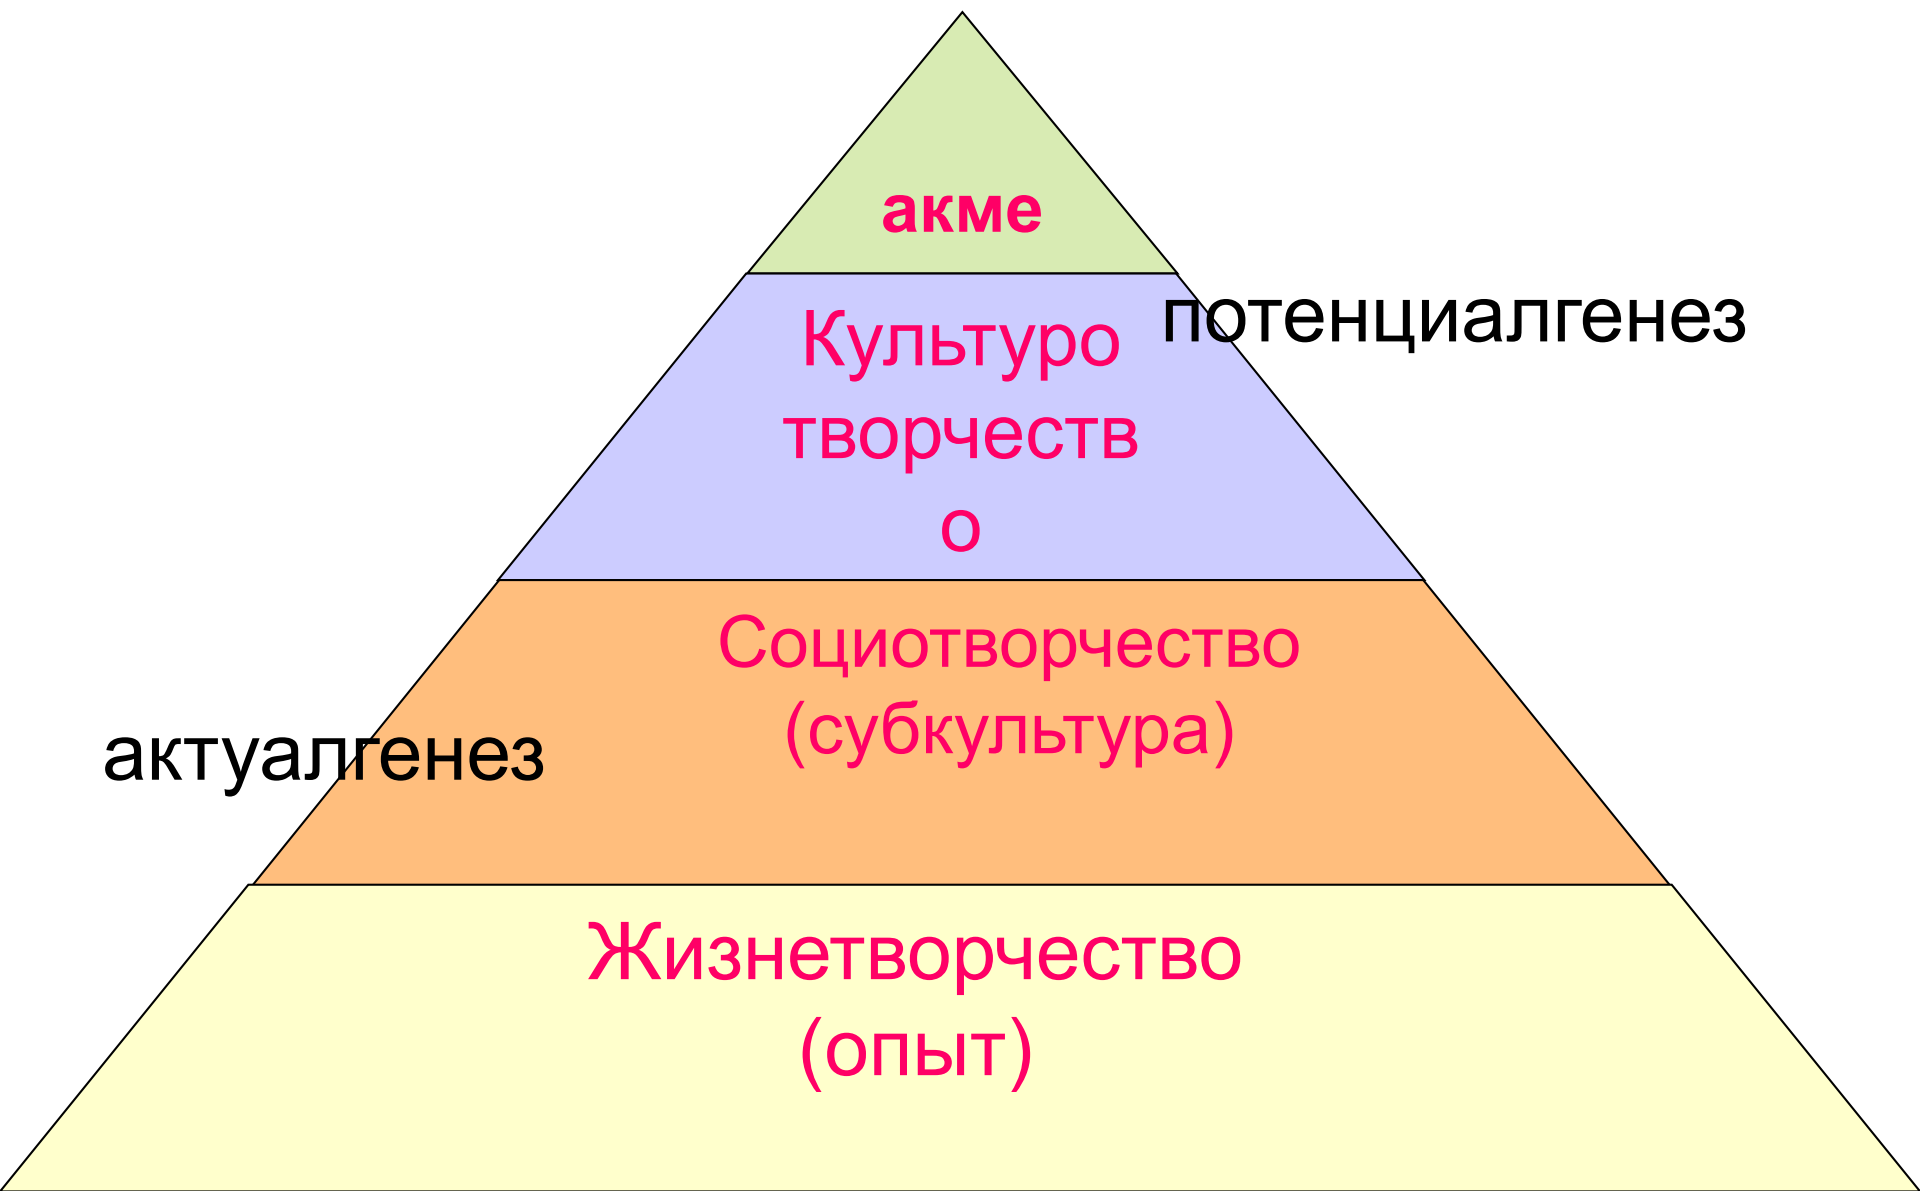 акме
потенциалгенез
Культуро
творчеств
о
Социотворчество
(субкультура)
актуалгенез
Жизнетворчество
(опыт)